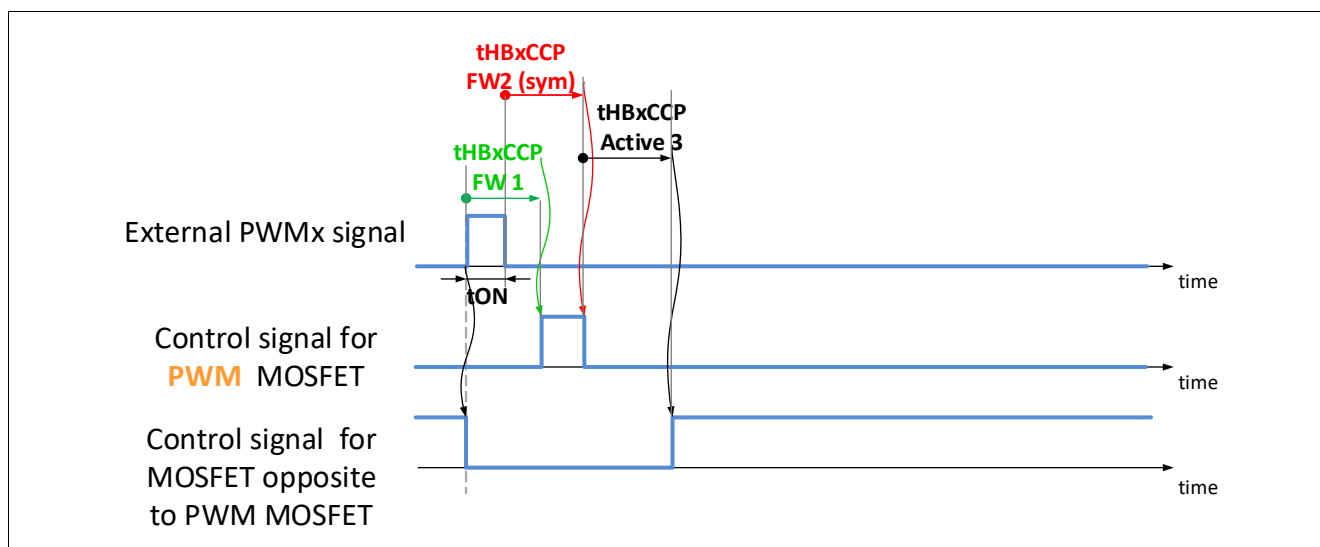 tHBxCCP
FW2 (sym)
tHBxCCP
Active 3
tHBxCCP
FW 1
External PWMx signal
time
tON
Control signal for
PWM MOSFET
time
Control signal for
MOSFET opposite
to PWM MOSFET
time